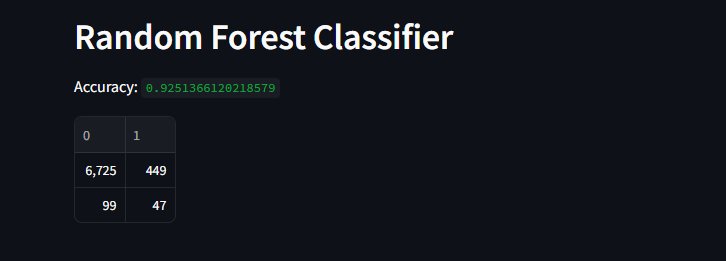 Random Forest Classifier
Accuracy: 0.9251366120218579
0 1
6,725 449
99 47